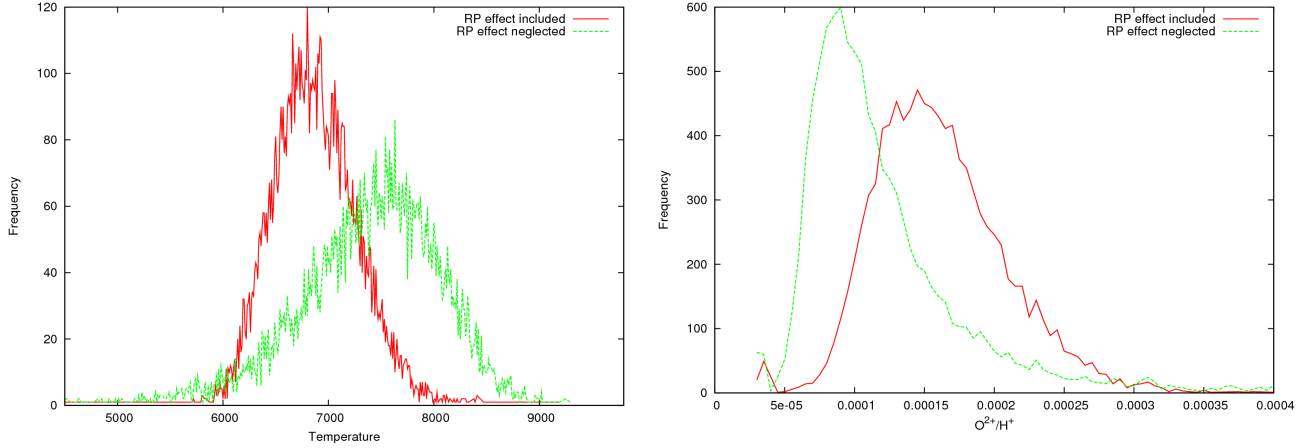 RP effect included
RP effect neglected
120
100
80
60
40
20
0
5000 6000 7000 8000 9000
Frequency
Temperature
RP effect included
RP effect neglected
600
500
400
300
200
100
0
0 5e-05 0.0001 0.00015 0.0002 0.00025 0.0003 0.00035 0.0004
Frequency
O²⁺/H⁺